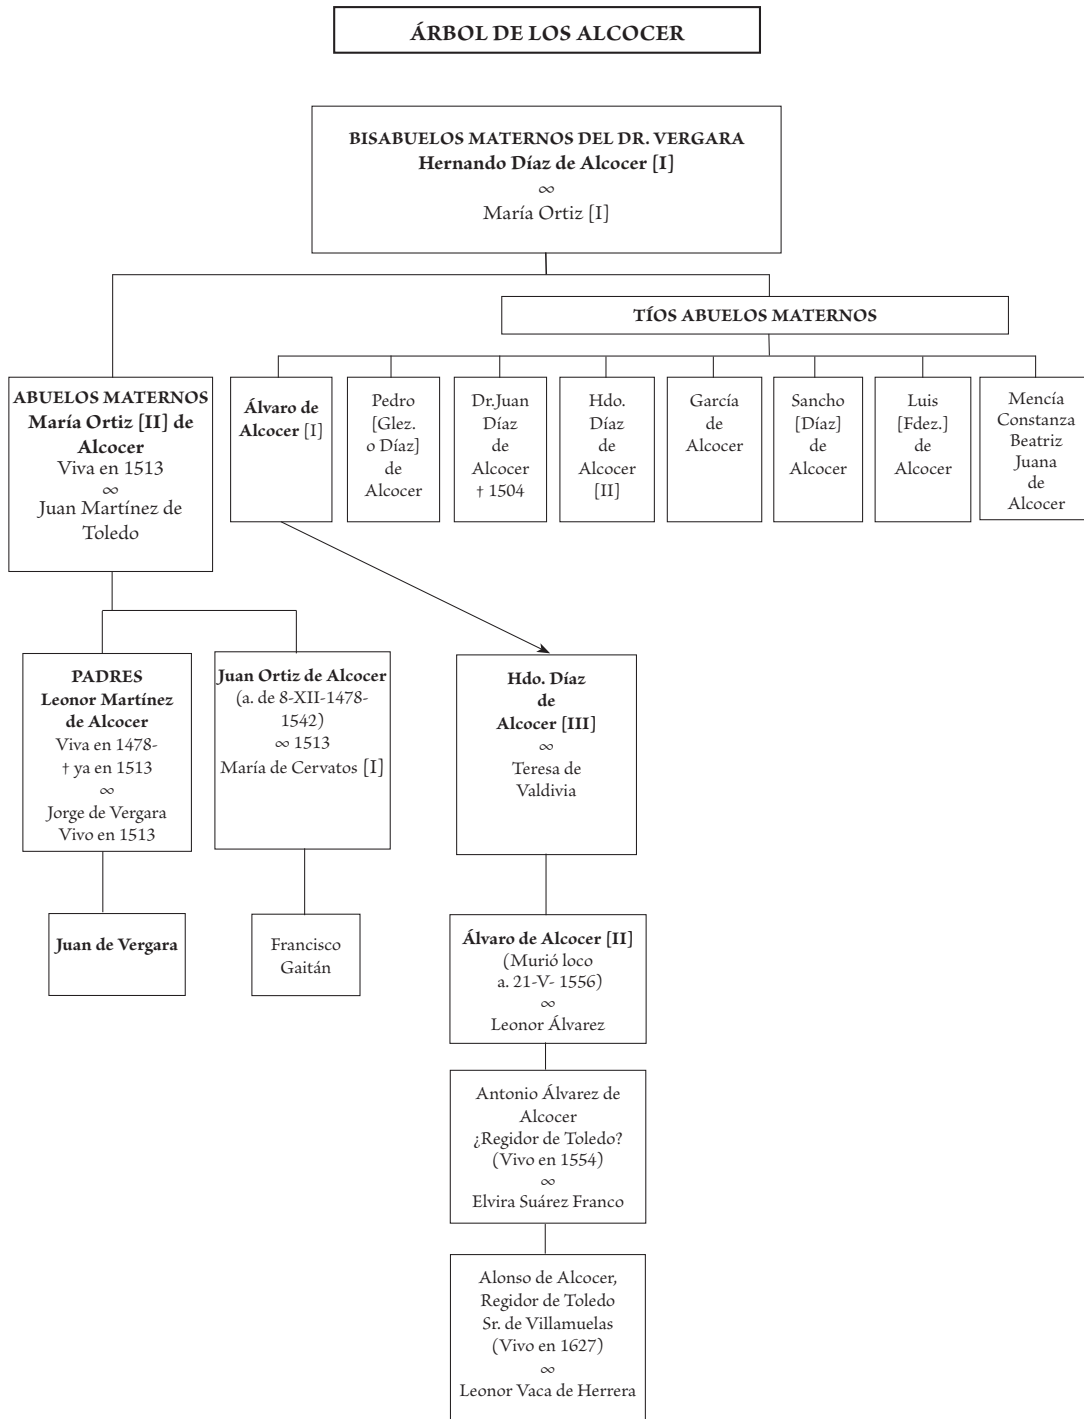 ÁRBOL DE LOS ALCOCER
BISABUELOS MATERNOS DEL DR. VERGARA
Hernando Díaz de Alcocer [I]
∞
María Ortiz [I]
TÍOS ABUELOS MATERNOS
ABUELOS MATERNOS
María Ortiz [II] de
Alcocer
Viva en 1513
∞
Juan Martínez de
Toledo
Álvaro de
Alcocer [I]
Pedro
[Glez.
o Díaz]
de
Alcocer
Dr.Juan
Díaz
de
Alcocer
† 1504
Hdo.
Díaz
de
Alcocer
[II]
García
de
Alcocer
Sancho
[Díaz]
de
Alcocer
Luis
[Fdez.]
de
Alcocer
Mencía
Constanza
Beatriz
Juana
de
Alcocer
PADRES
Leonor Martínez
de Alcocer
Viva en 1478-
† ya en 1513
∞
Jorge de Vergara
Vivo en 1513
Juan Ortiz de Alcocer
(a. de 8-XII-1478-
1542)
∞ 1513
María de Cervatos [I]
Hdo. Díaz
de
Alcocer [III]
∞
Teresa de
Valdivia
Juan de Vergara
Francisco
Gaitán
Álvaro de Alcocer [II]
(Murió loco
a. 21-V- 1556)
∞
Leonor Álvarez
Antonio Álvarez de
Alcocer
¿Regidor de Toledo?
(Vivo en 1554)
∞
Elvira Suárez Franco
Alonso de Alcocer,
Regidor de Toledo
Sr. de Villamuelas
(Vivo en 1627)
∞
Leonor Vaca de Herrera